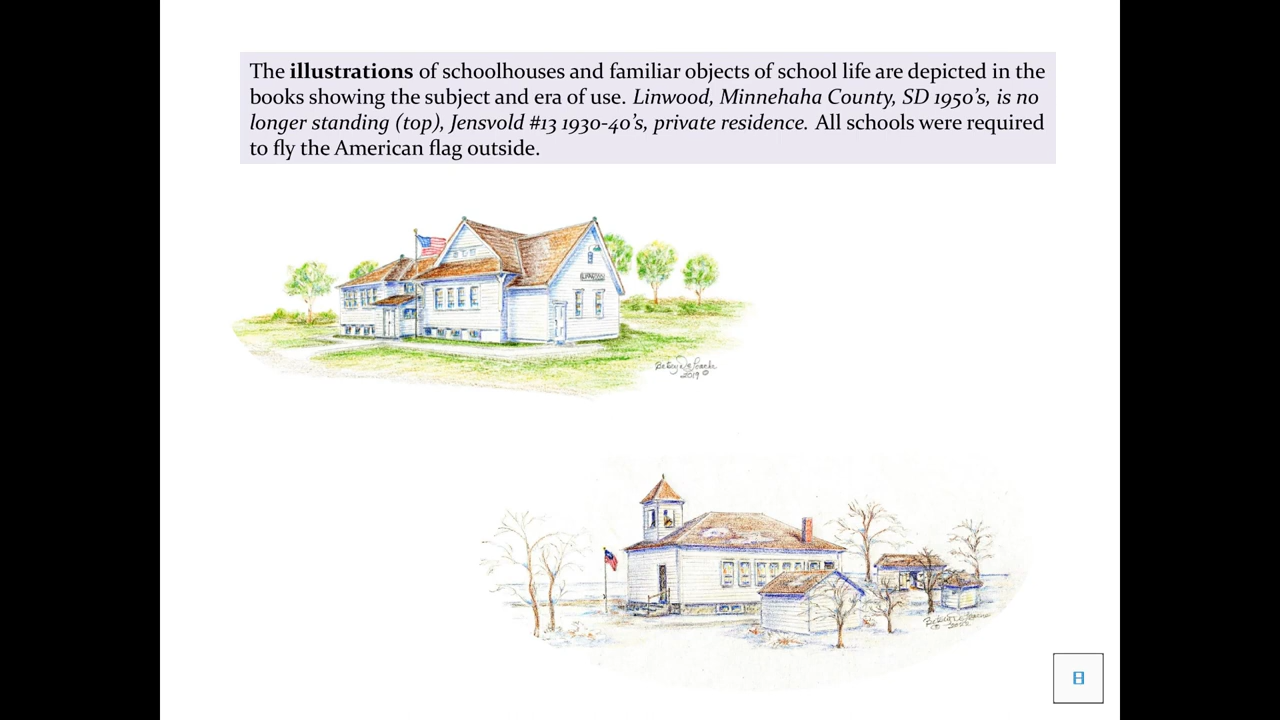 The illustrations of schoolhouses and familiar objects of school life are depicted in the
books showing the subject and era of use. Linwood, Minnehaha County, SD 1950’s, is no
longer standing (top), Jensvold #13 1930-40’s, private residence. All schools were required
to fly the American flag outside.
2019 ©
© 2022